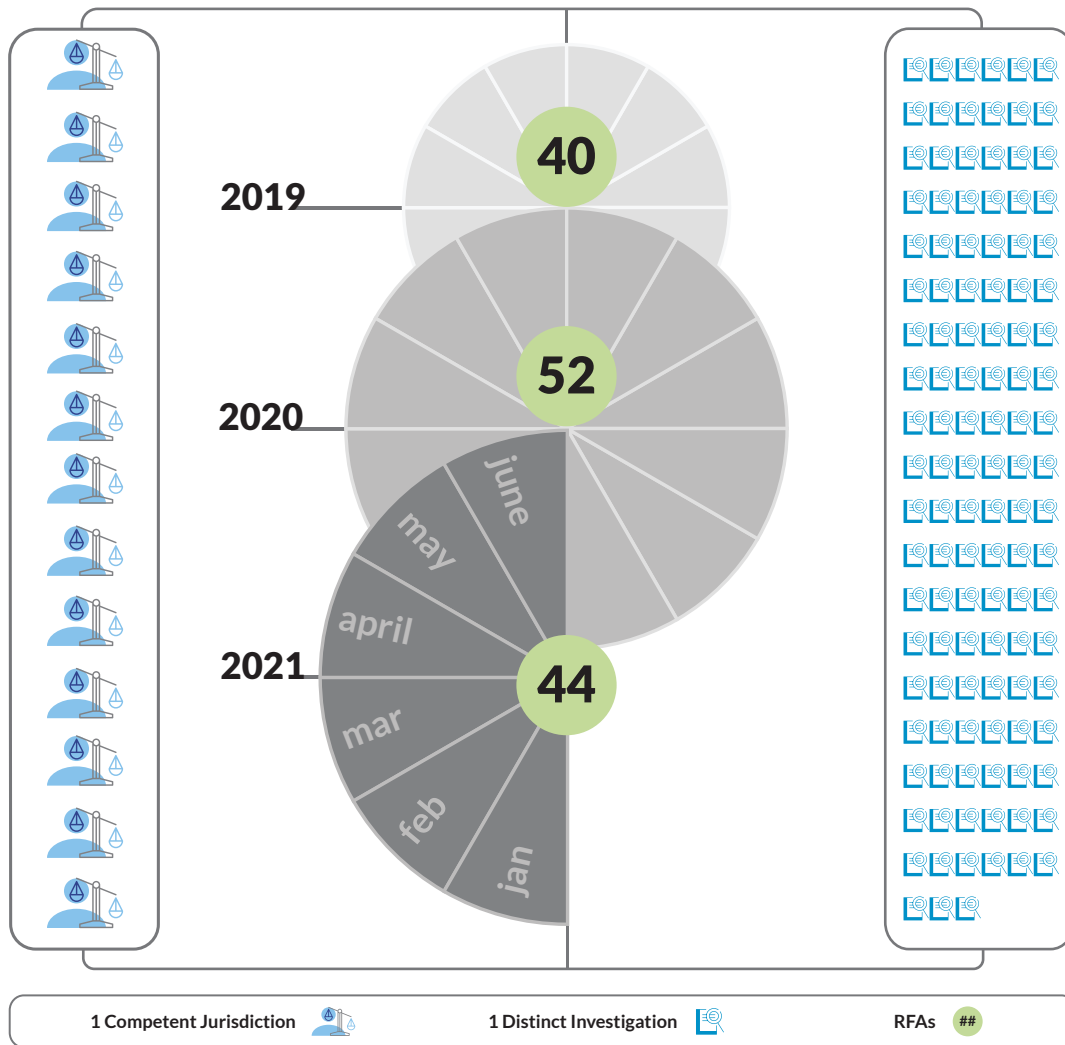 40
2019
52
2020
june
may
april
2021
44
mar
feb
jan
1 Competent Jurisdiction
1 Distinct Investigation
RFAs ##